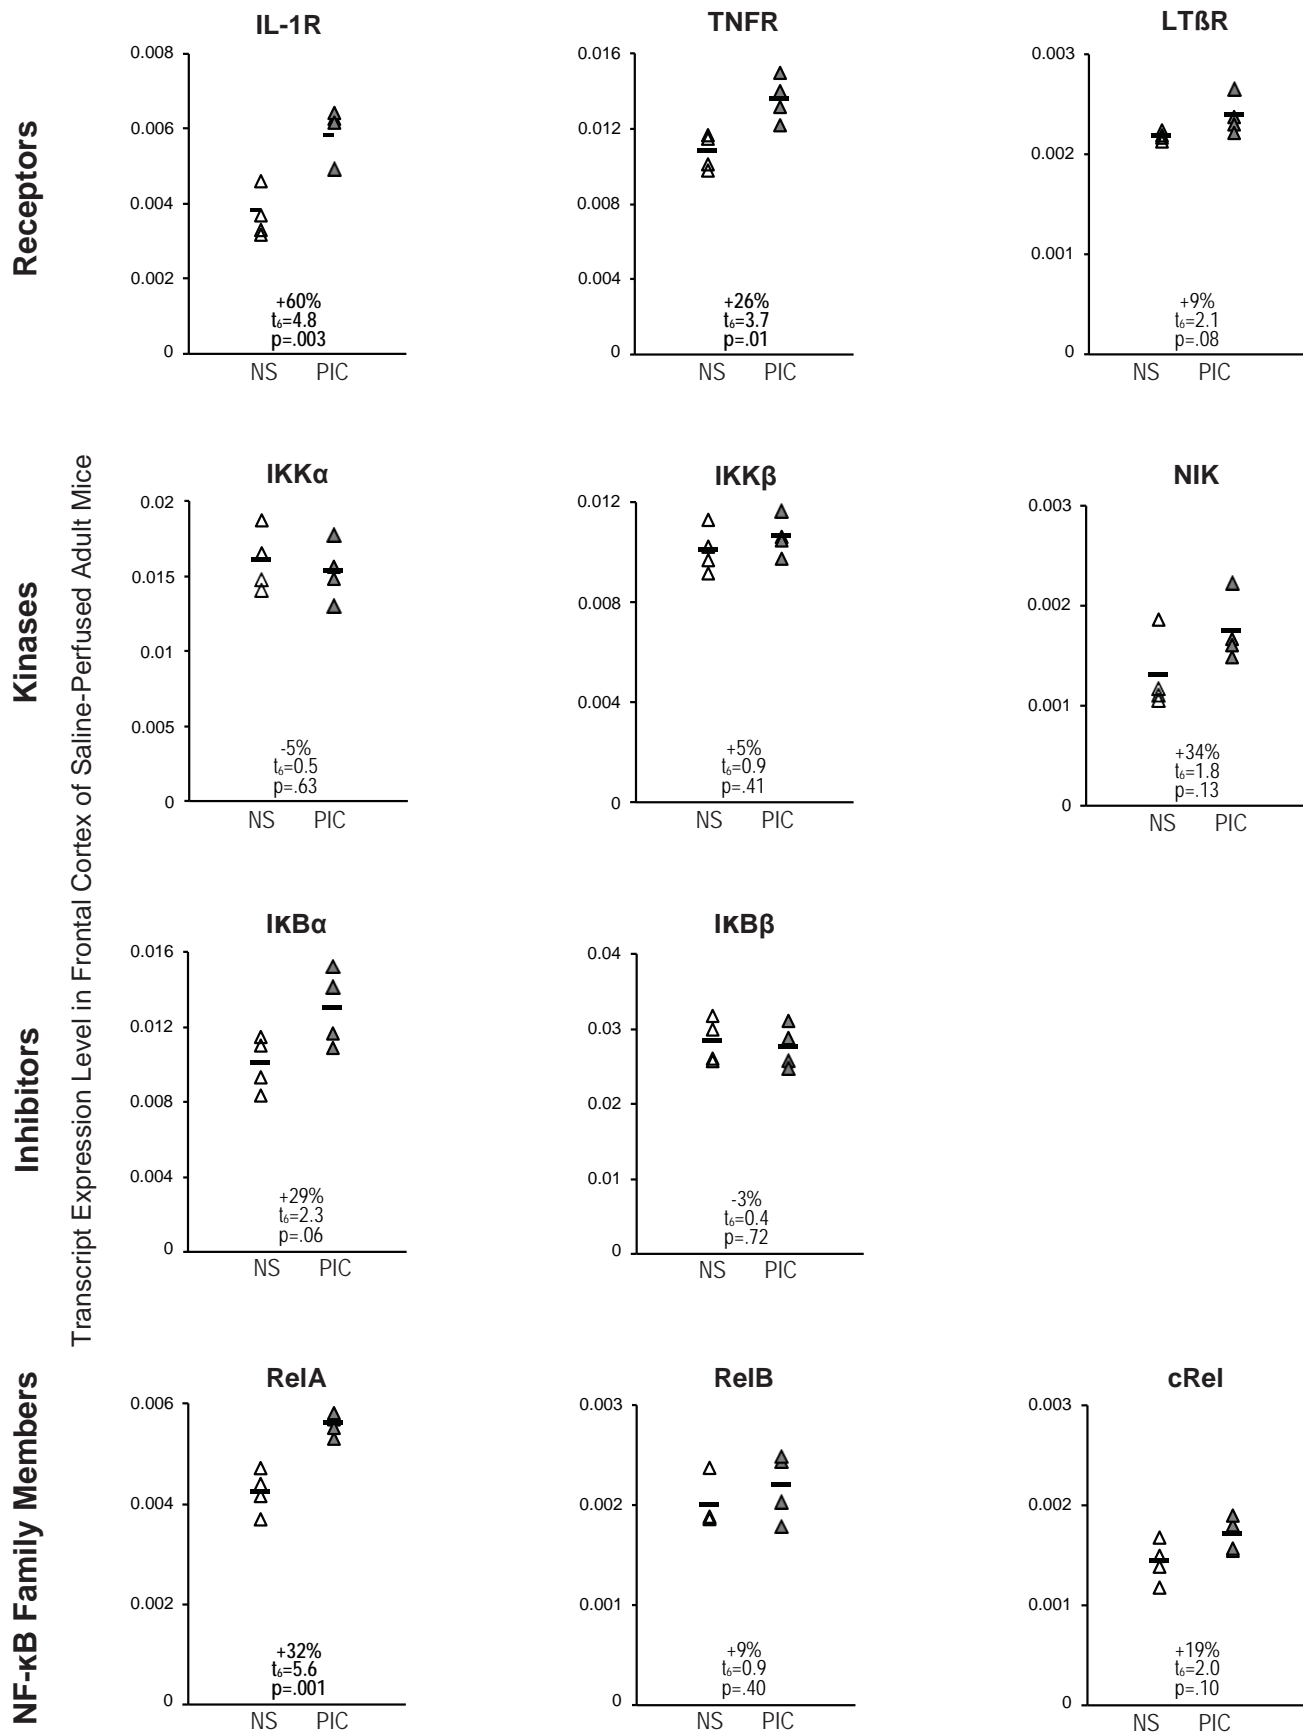 Transcript Expression Level in Frontal Cortex of Saline-Perfused Adult Mice
Receptors
IL-1R
0.008
0.006
0.004
0.002
0
+60%
t₆=4.8
p=.003
NS PIC
TNFR
0.016
0.012
0.008
0.004
0
+26%
t₆=3.7
p=.01
NS PIC
LTßR
0.003
0.002
0.001
0
+9%
t₆=2.1
p=.08
NS PIC
Kinases
IKKα
0.02
0.015
0.01
0.005
0
-5%
t₆=0.5
p=.63
NS PIC
IKKβ
0.012
0.008
0.004
0
+5%
t₆=0.9
p=.41
NS PIC
NIK
0.003
0.002
0.001
0
+34%
t₆=1.8
p=.13
NS PIC
Inhibitors
IκBα
0.016
0.012
0.008
0.004
0
+29%
t₆=2.3
p=.06
NS PIC
IκBβ
0.04
0.03
0.02
0.01
0
-3%
t₆=0.4
p=.72
NS PIC
NF-κB Family Members
RelA
0.006
0.004
0.002
0
+32%
t₆=5.6
p=.001
NS PIC
RelB
0.003
0.002
0.001
0
+9%
t₆=0.9
p=.40
NS PIC
cRel
0.003
0.002
0.001
0
+19%
t₆=2.0
p=.10
NS PIC